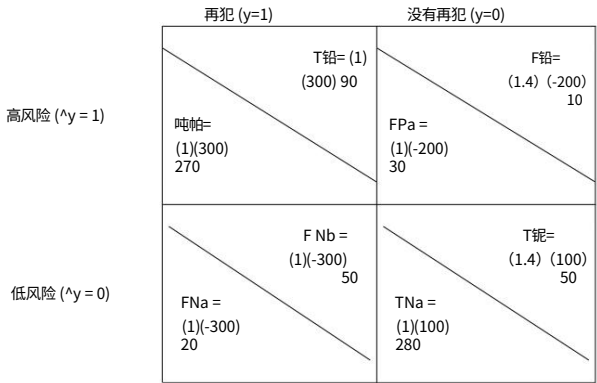 再犯 (y=1)
没有再犯 (y=0)
高风险 (^y = 1)
T铅= (1)
(300) 90
吨帕=
(1)(300)
270
F铅=
(1.4) (-200)
10
FPa =
(1)(-200)
30
低风险 (^y = 0)
F Nb =
(1)(-300)
50
FNa =
(1)(-300)
20
T铌=
(1.4) (100)
50
TNa =
(1)(100)
280